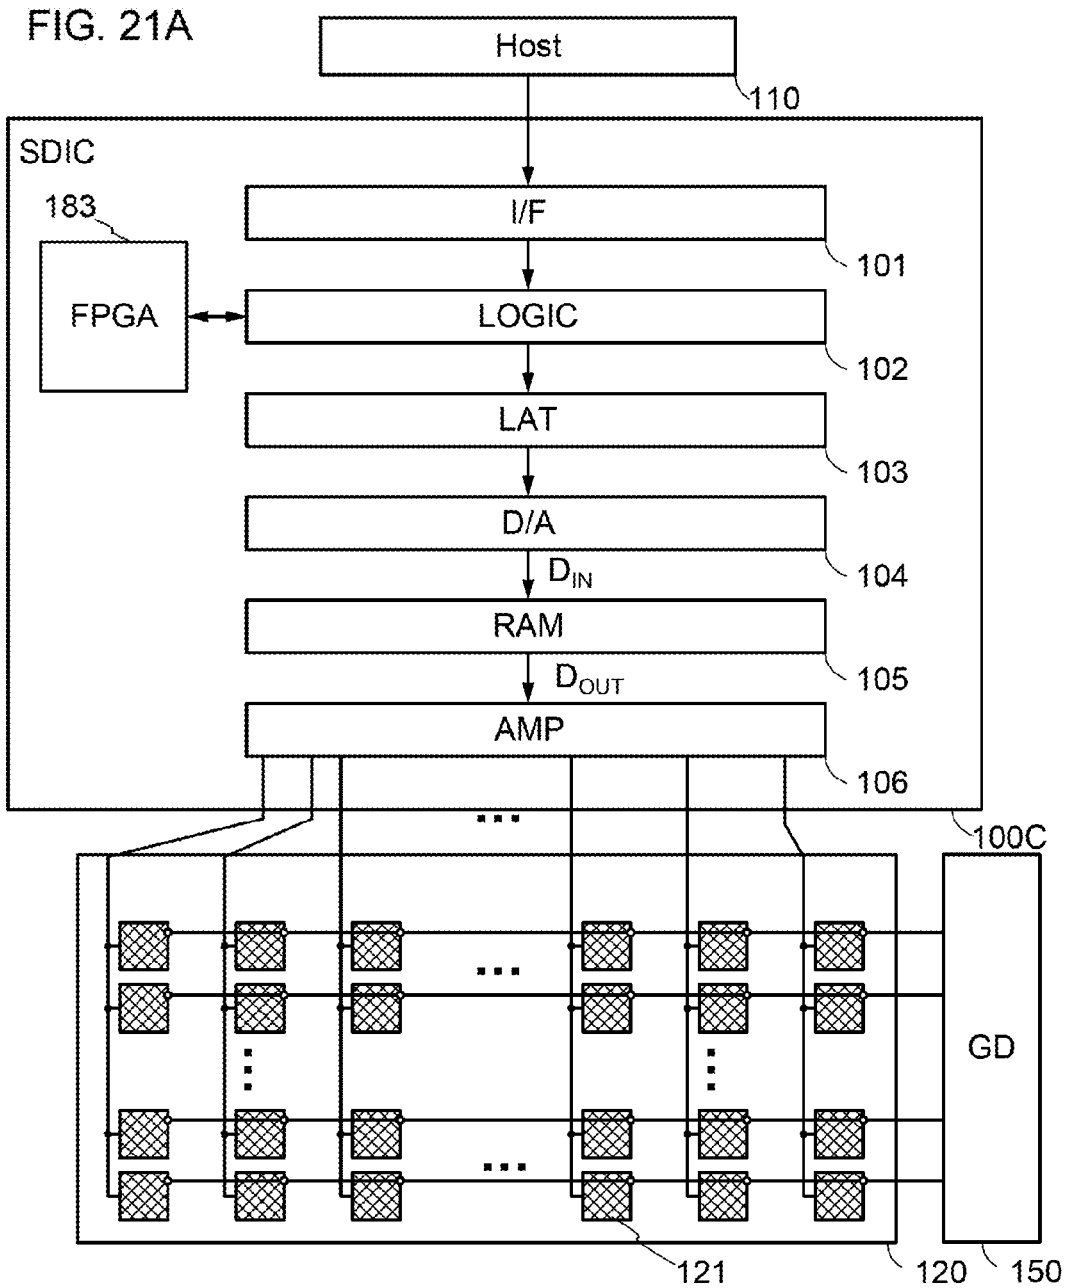 FIG. 21A
Host
110
SDIC
183
I/F
101
FPGA
LOGIC
102
LAT
103
D/A
104
DIN
RAM
105
DOUT
AMP
106
100C
GD
121
120
150